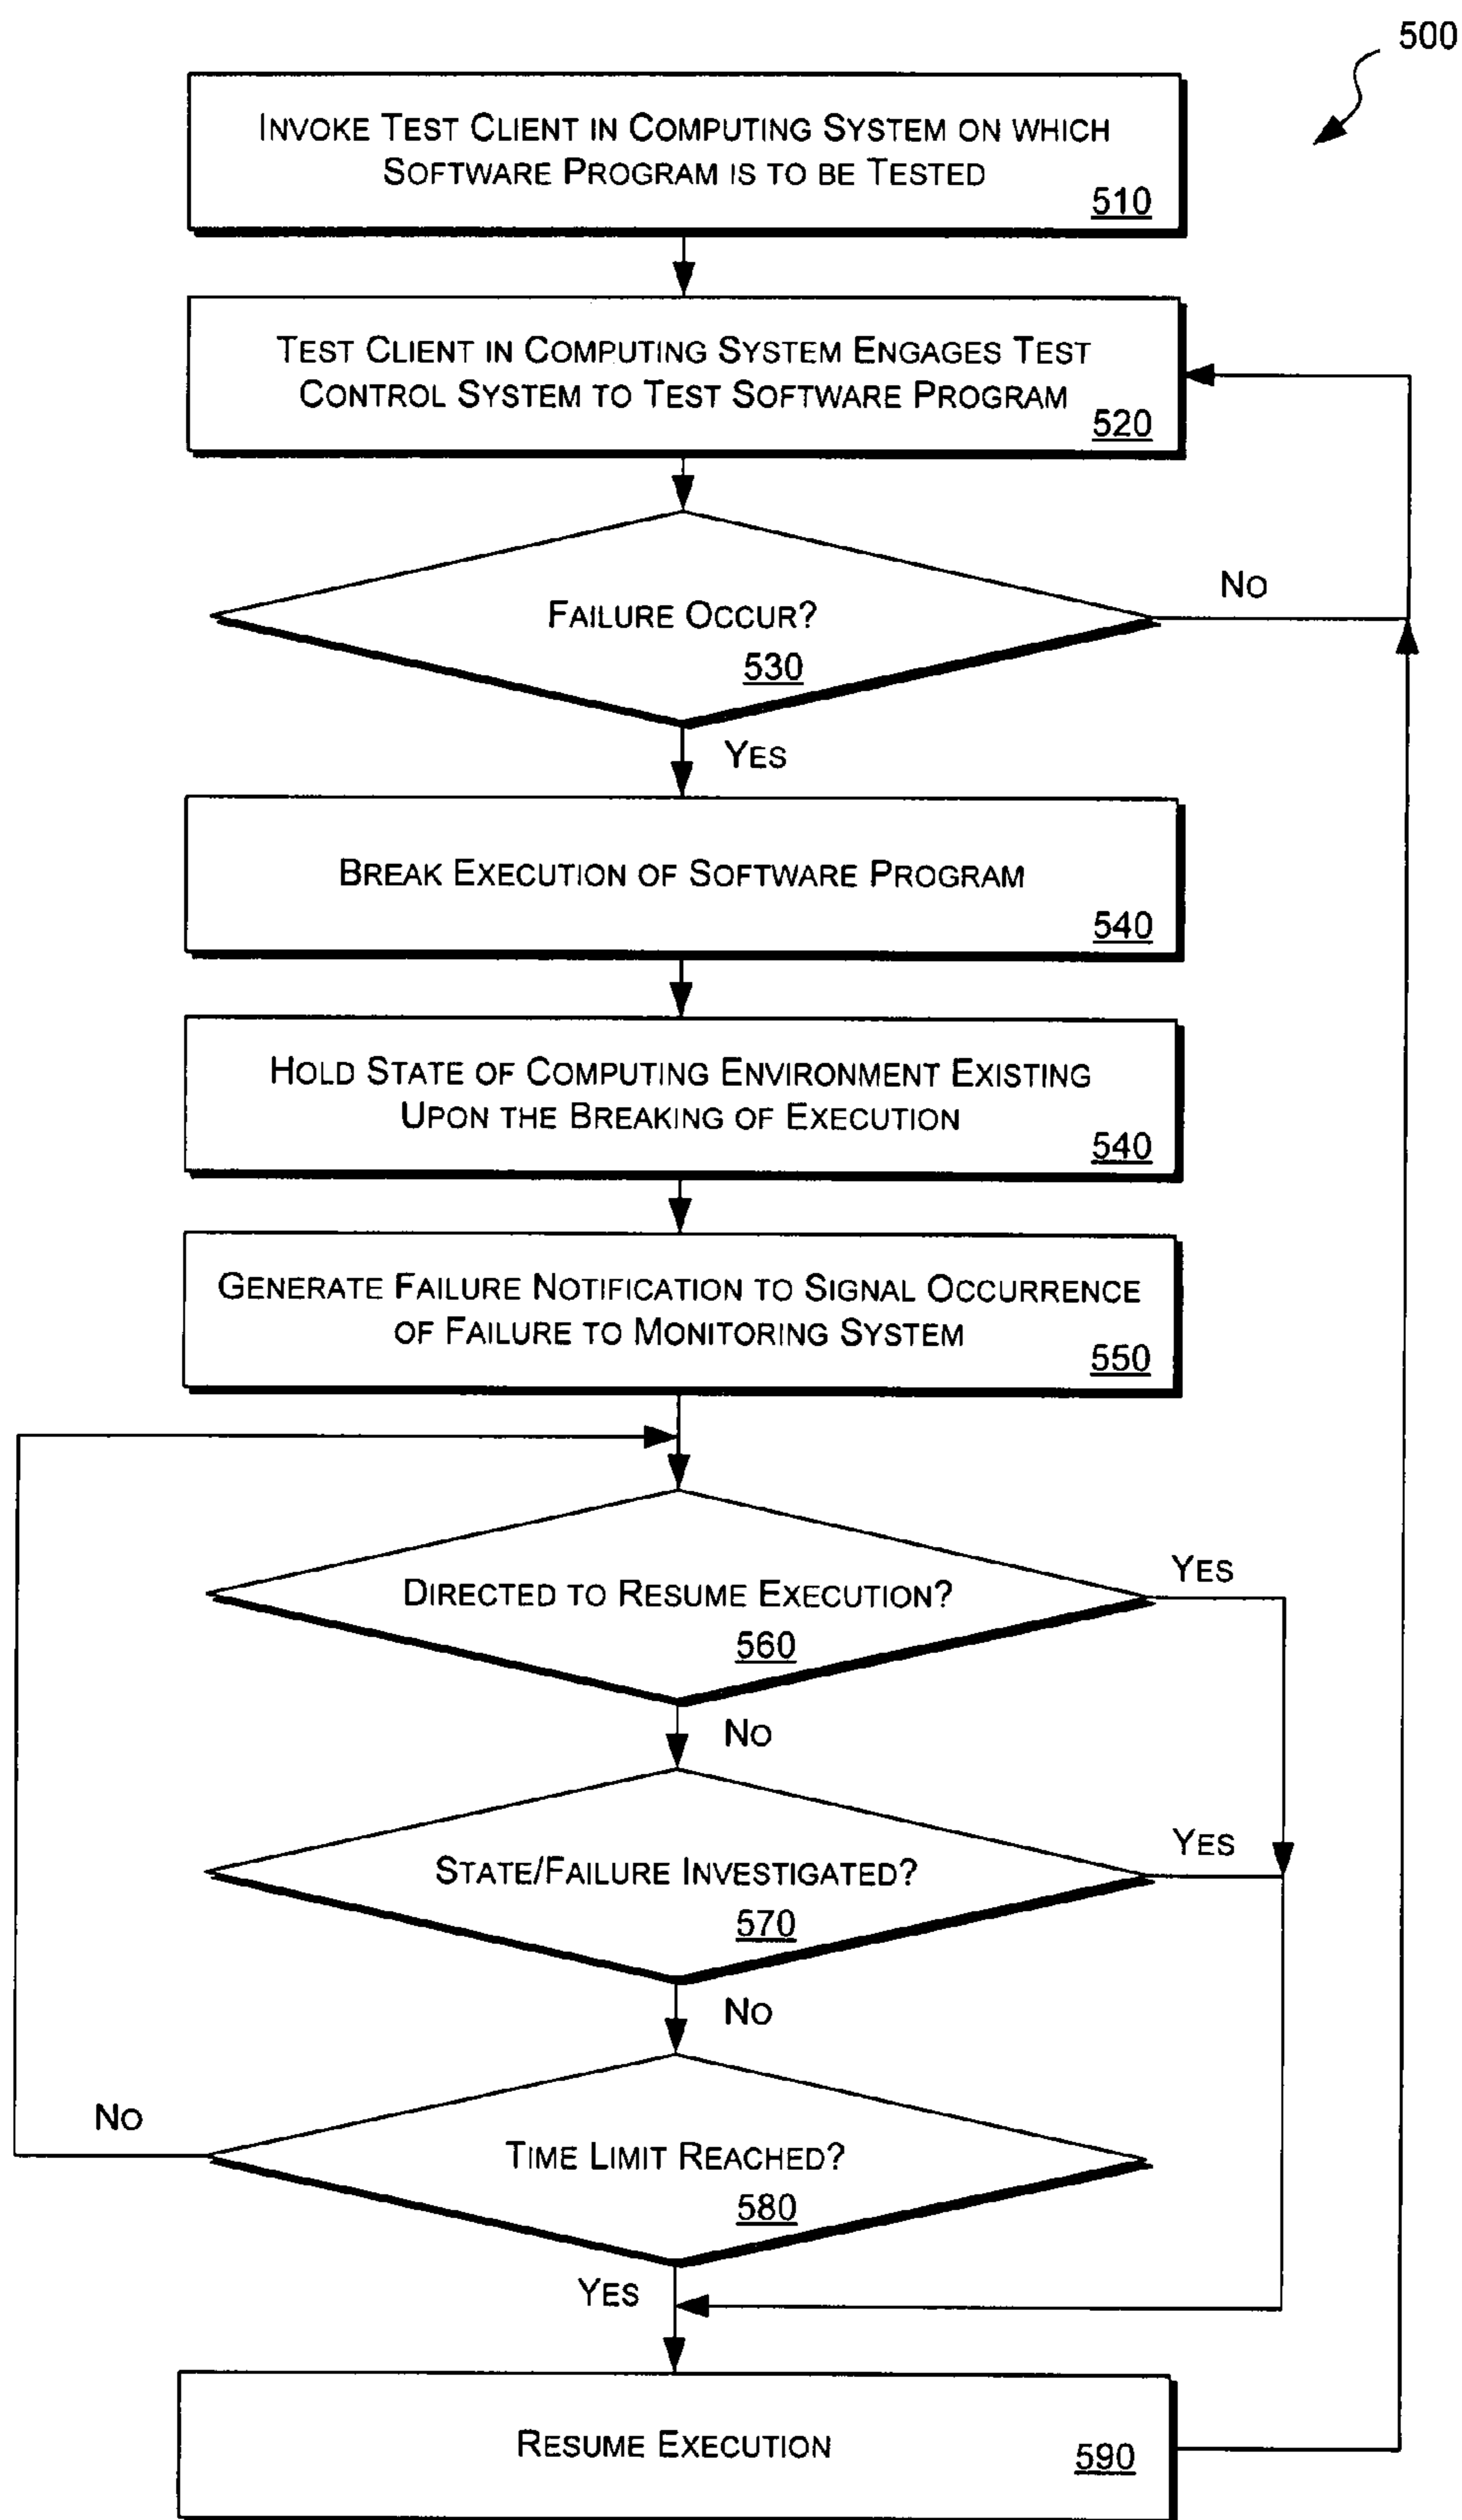 500
INVOKE TEST CLIENT IN COMPUTING SYSTEM ON WHICH
SOFTWARE PROGRAM IS TO BE TESTED
510
TEST CLIENT IN COMPUTING SYSTEM ENGAGES TEST
CONTROL SYSTEM TO TEST SOFTWARE PROGRAM
520
FAILURE OCCUR?
530
NO
YES
BREAK EXECUTION OF SOFTWARE PROGRAM
540
HOLD STATE OF COMPUTING ENVIRONMENT EXISTING
UPON THE BREAKING OF EXECUTION
540
GENERATE FAILURE NOTIFICATION TO SIGNAL OCCURRENCE
OF FAILURE TO MONITORING SYSTEM
550
DIRECTED TO RESUME EXECUTION?
560
YES
NO
STATE/FAILURE INVESTIGATED?
570
YES
NO
TIME LIMIT REACHED?
580
NO
YES
RESUME EXECUTION
590